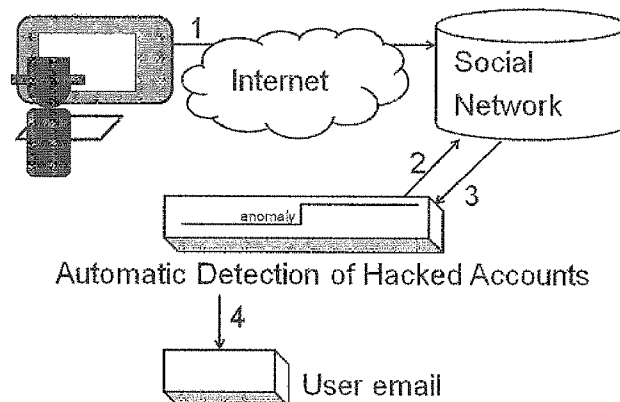 1
Internet
Social
Network
2
3
anomaly
Automatic Detection of Hacked Accounts
4
User email